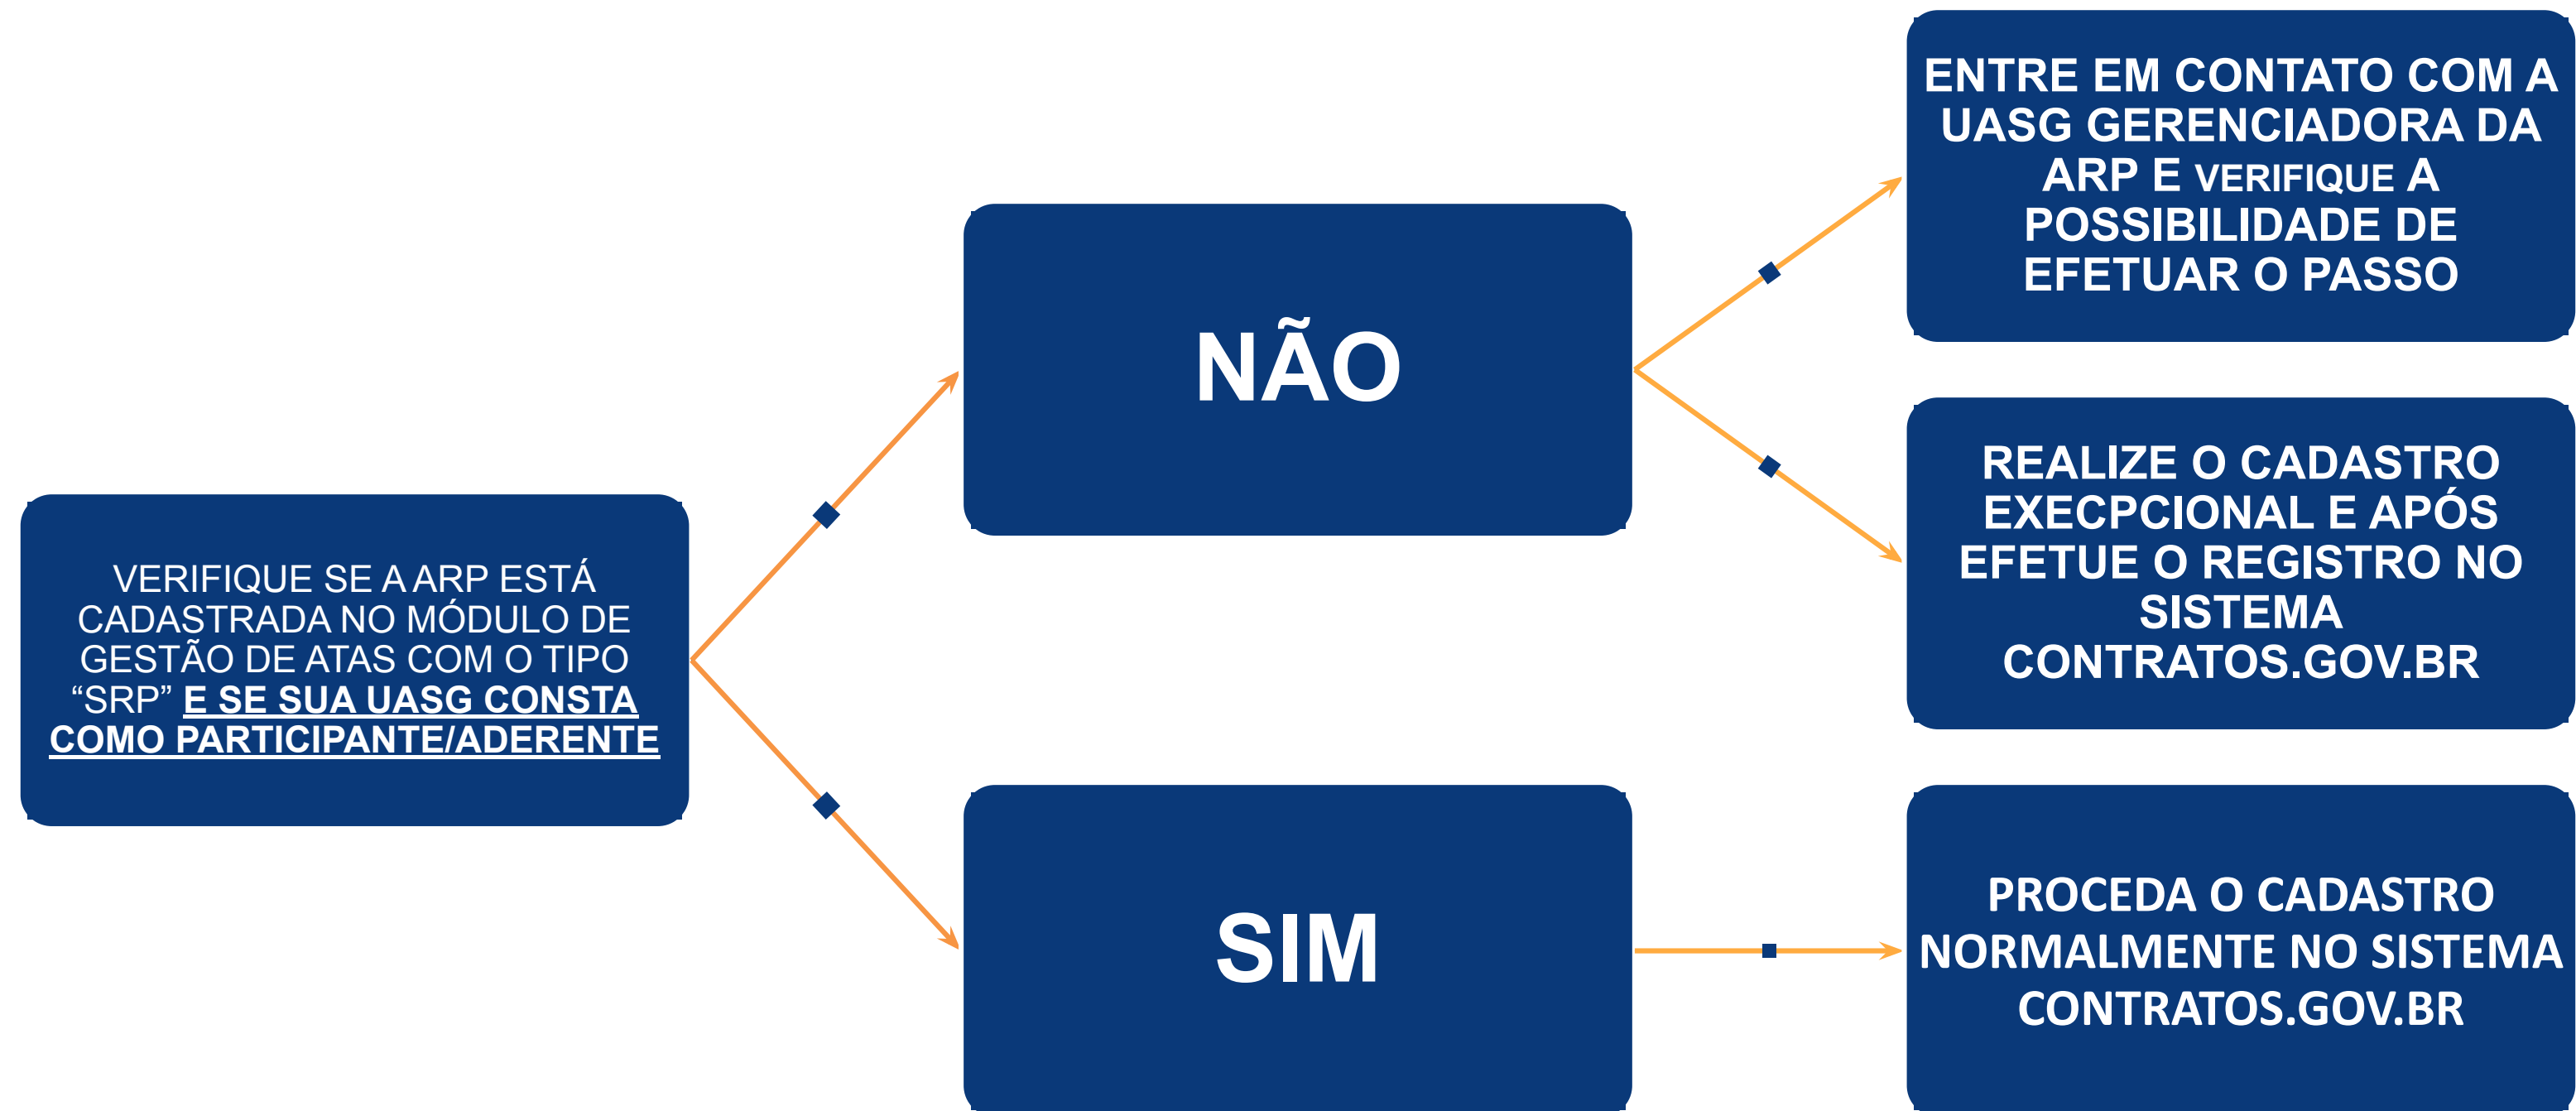 VERIFIQUE SE A ARP ESTÁ
CADASTRADA NO MÓDULO DE
GESTÃO DE ATAS COM O TIPO
“SRP” E SE SUA UASG CONSTA
COMO PARTICIPANTE/ADERENTE
NÃO
ENTRE EM CONTATO COM A
UASG GERENCIADORA DA
ARP E VERIFIQUE A
POSSIBILIDADE DE
EFETUAR O PASSO
REALIZE O CADASTRO
EXECPCIONAL E APÓS
EFETUE O REGISTRO NO
SISTEMA
CONTRATOS.GOV.BR
SIM
PROCEDA O CADASTRO
NORMALMENTE NO SISTEMA
CONTRATOS.GOV.BR